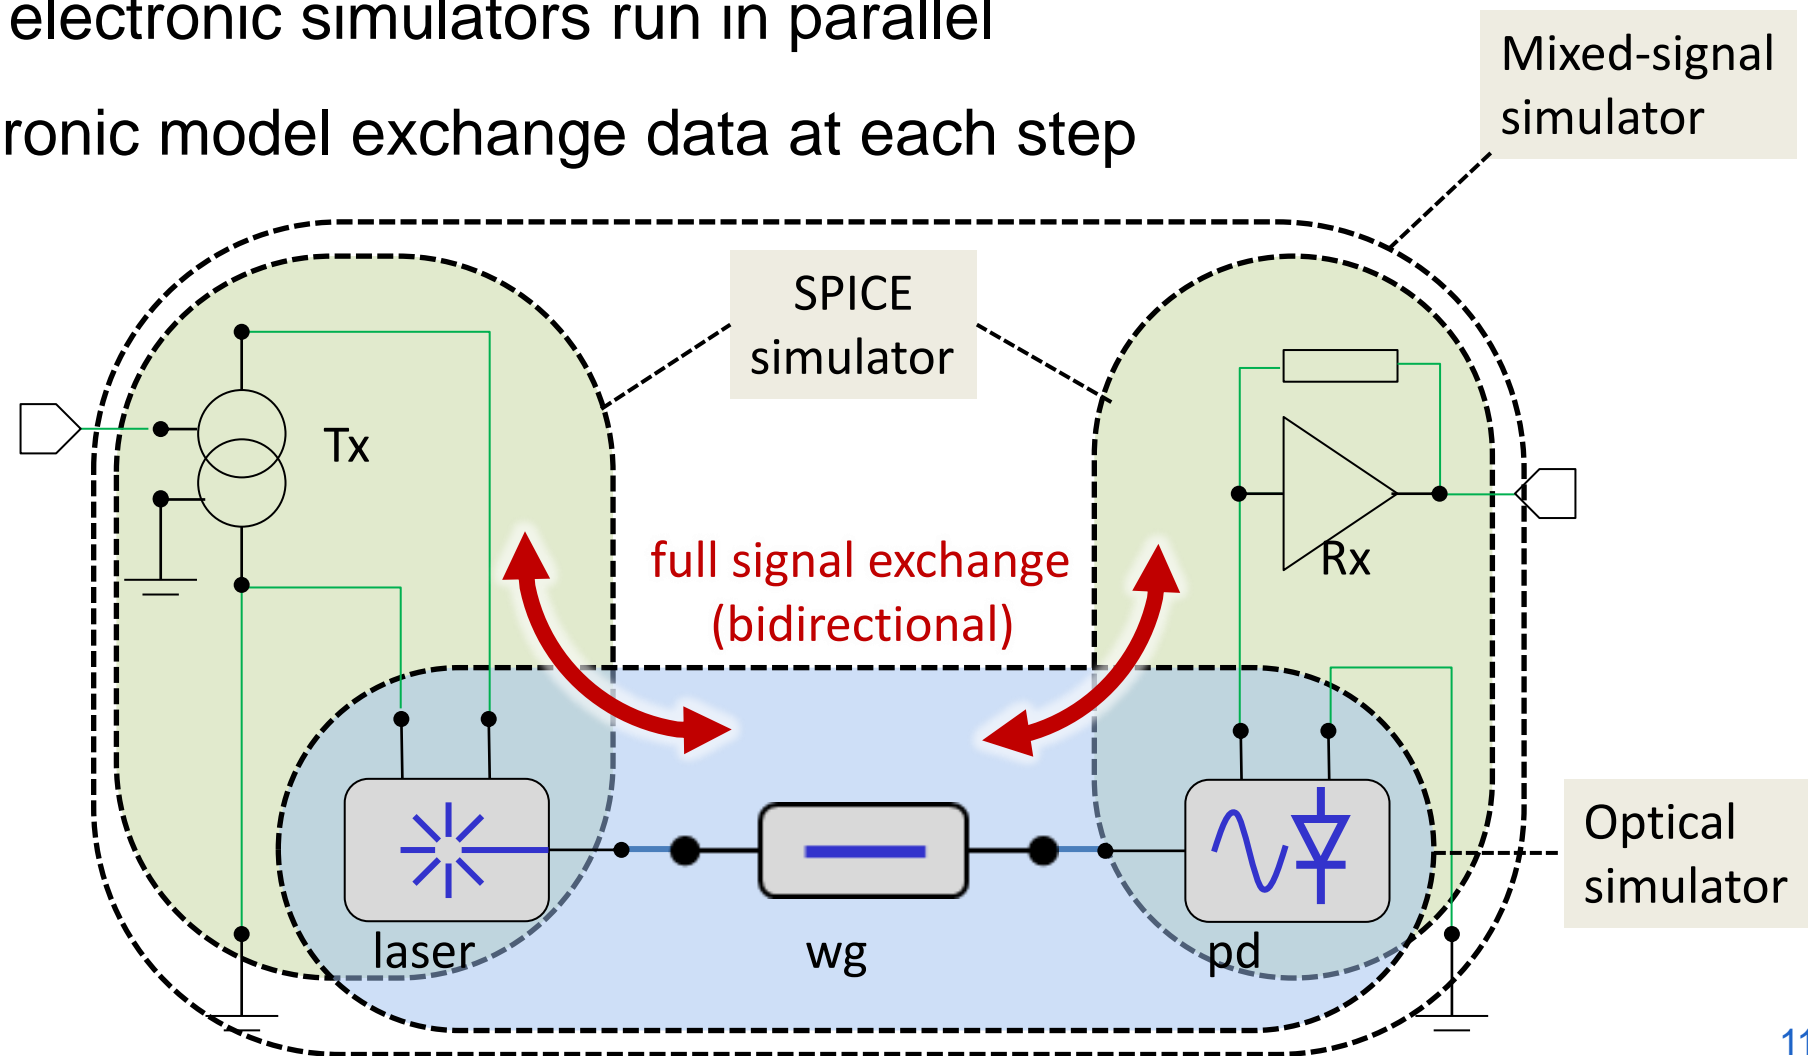 electronic simulators run in parallel
ronic model exchange data at each step
Mixed-signal
simulator
SPICE
simulator
Tx
Rx
full signal exchange
(bidirectional)
Optical
simulator
laser
wg
pd
11